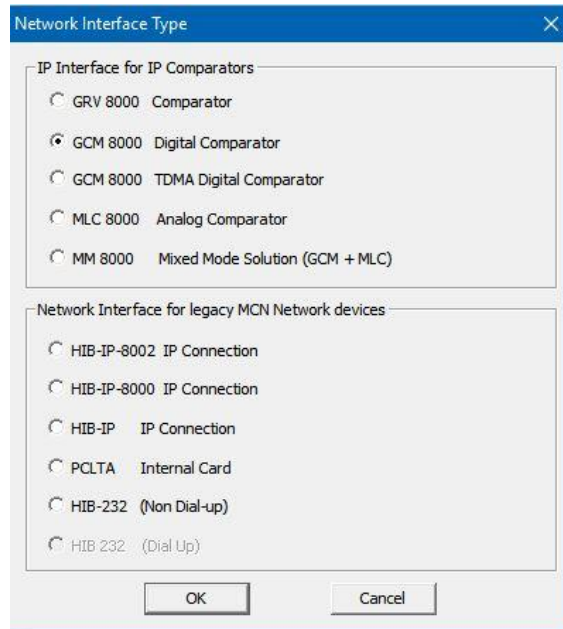 Network Interface Type
IP Interface for IP Comparators
GRV 8000 Comparator
GCM 8000 Digital Comparator
GCM 8000 TDMA Digital Comparator
MLC 8000 Analog Comparator
MM 8000 Mixed Mode Solution (GCM + MLC)
Network Interface for legacy MCN Network devices
HIB-IP-8002 IP Connection
HIB-IP-8000 IP Connection
HIB-IP IP Connection
PCLTA Internal Card
HIB-232 (Non Dial-up)
HIB 232 (Dial Up)
OK Cancel